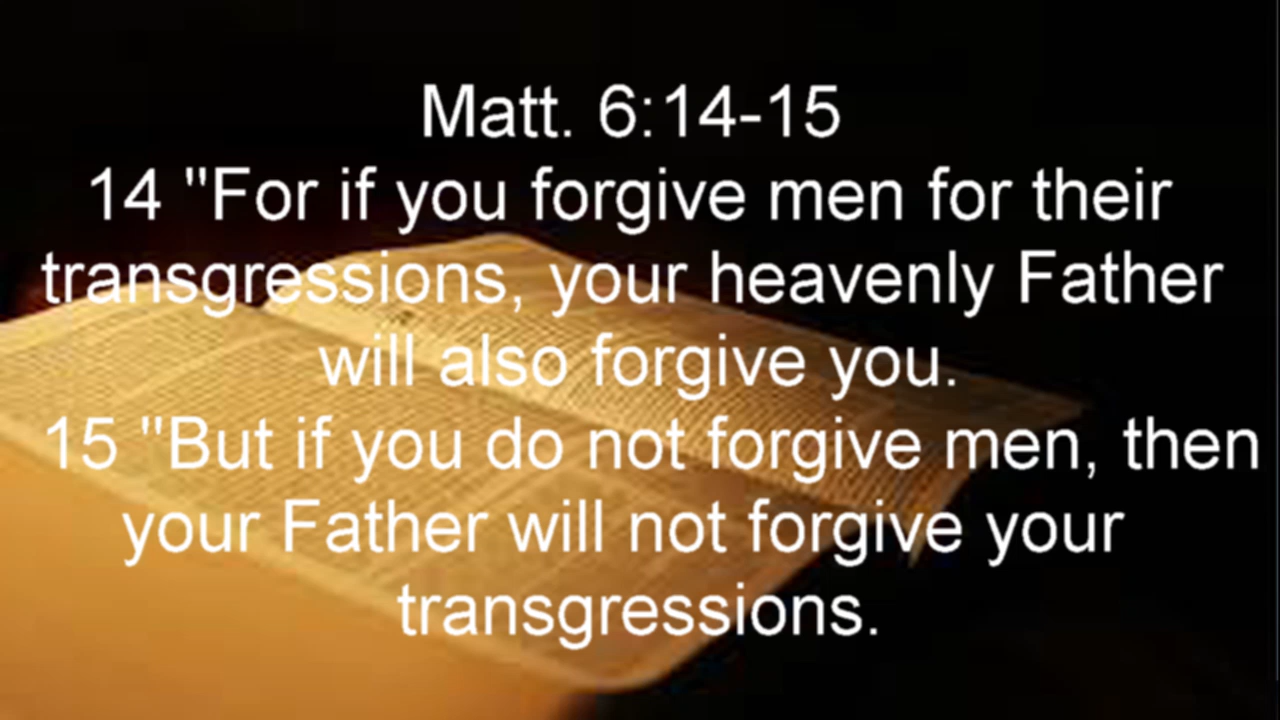 Matt. 6:14-15
14 "For if you forgive men for their
transgressions, your heavenly Father
will also forgive you.
15 "But if you do not forgive men, then
your Father will not forgive your
transgressions.